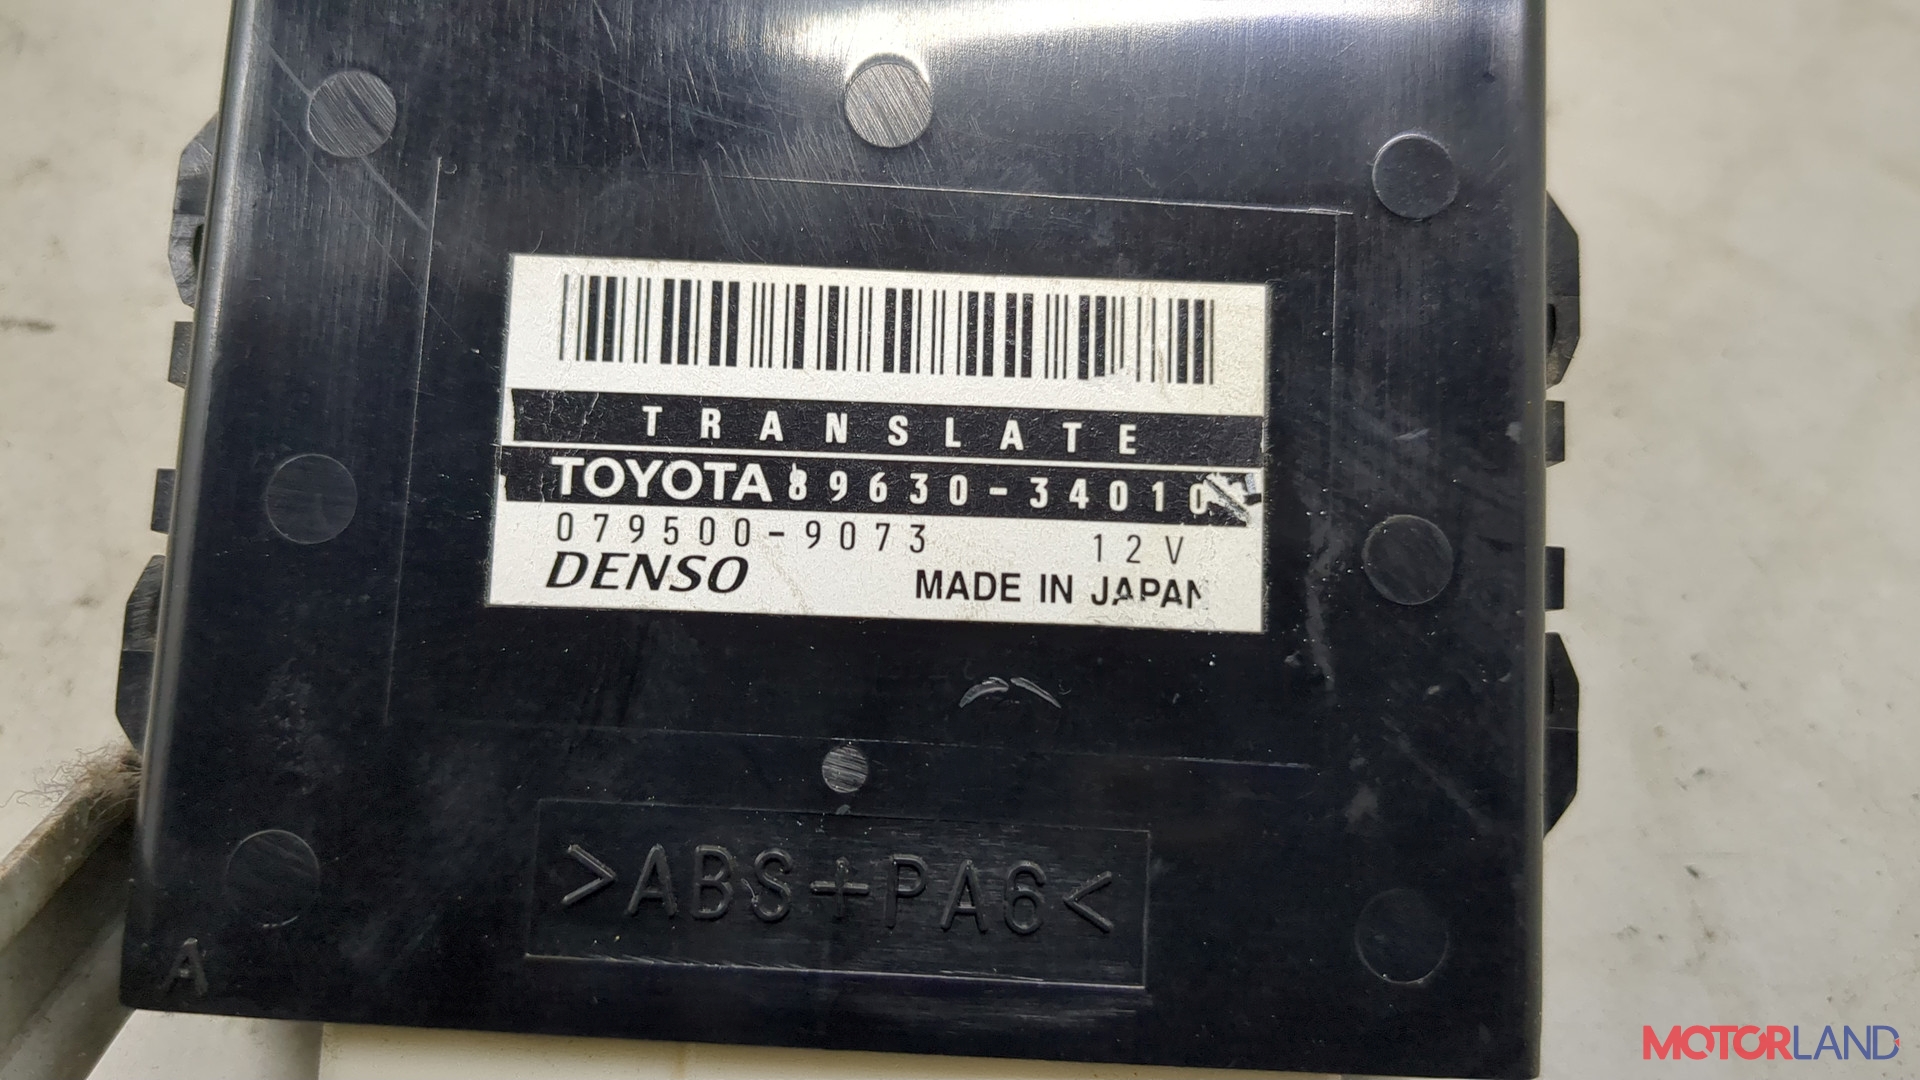 TRANSLATE
TOYOTA 89630-34010
079500-9073 12V
DENSO MADE IN JAPAN
>ABS+PA6<
A
MOTORLAND